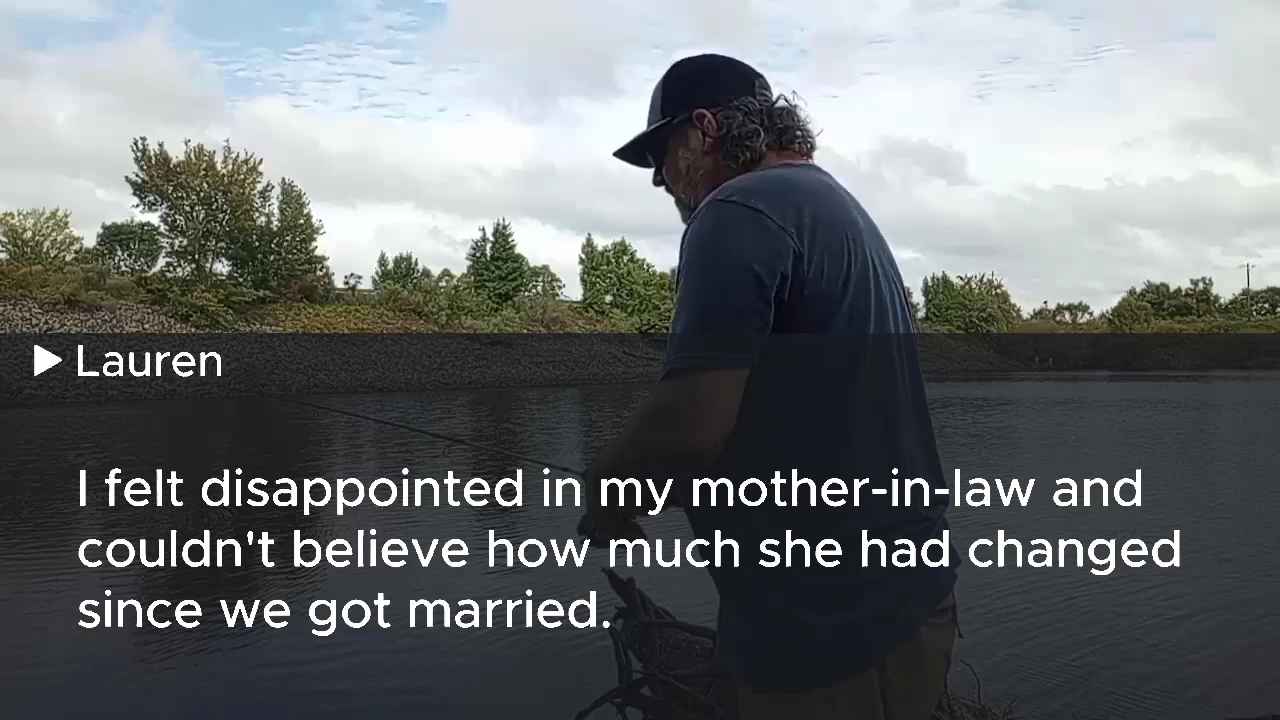 Lauren
I felt disappointed in my mother-in-law and
couldn't believe how much she had changed
since we got married.